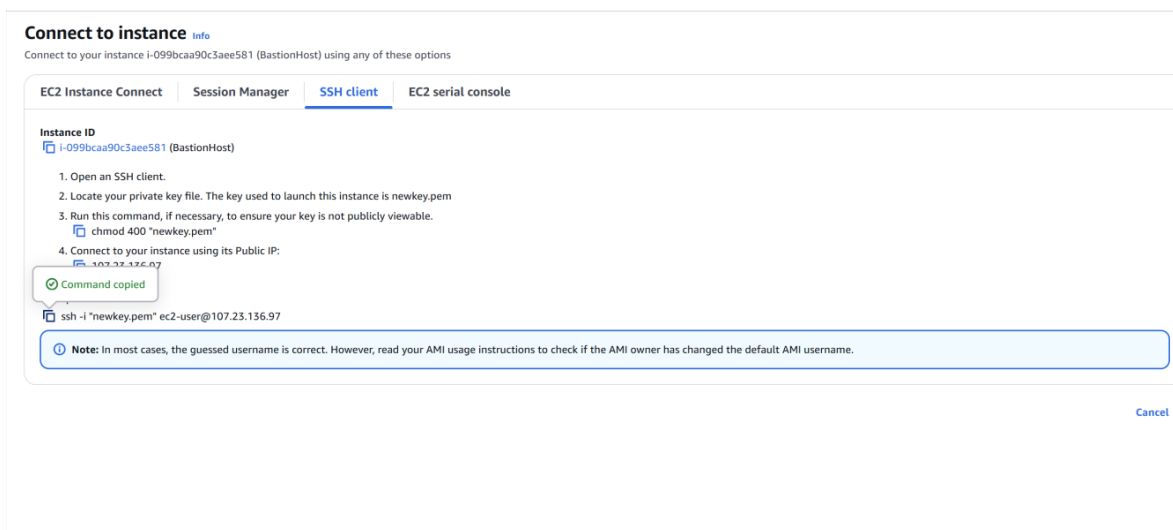 Connect to instance Info
Connect to your instance i-099bcaa90c3aee581 (BastionHost) using any of these options
EC2 Instance Connect Session Manager SSH client EC2 serial console
Instance ID
i-099bcaa90c3aee581 (BastionHost)
1. Open an SSH client.
2. Locate your private key file. The key used to launch this instance is newkey.pem
3. Run this command, if necessary, to ensure your key is not publicly viewable.
chmod 400 "newkey.pem"
4. Connect to your instance using its Public IP:
107.23.136.97
Command copied
ssh -i "newkey.pem" ec2-user@107.23.136.97
Note: In most cases, the guessed username is correct. However, read your AMI usage instructions to check if the AMI owner has changed the default AMI username.
Cancel